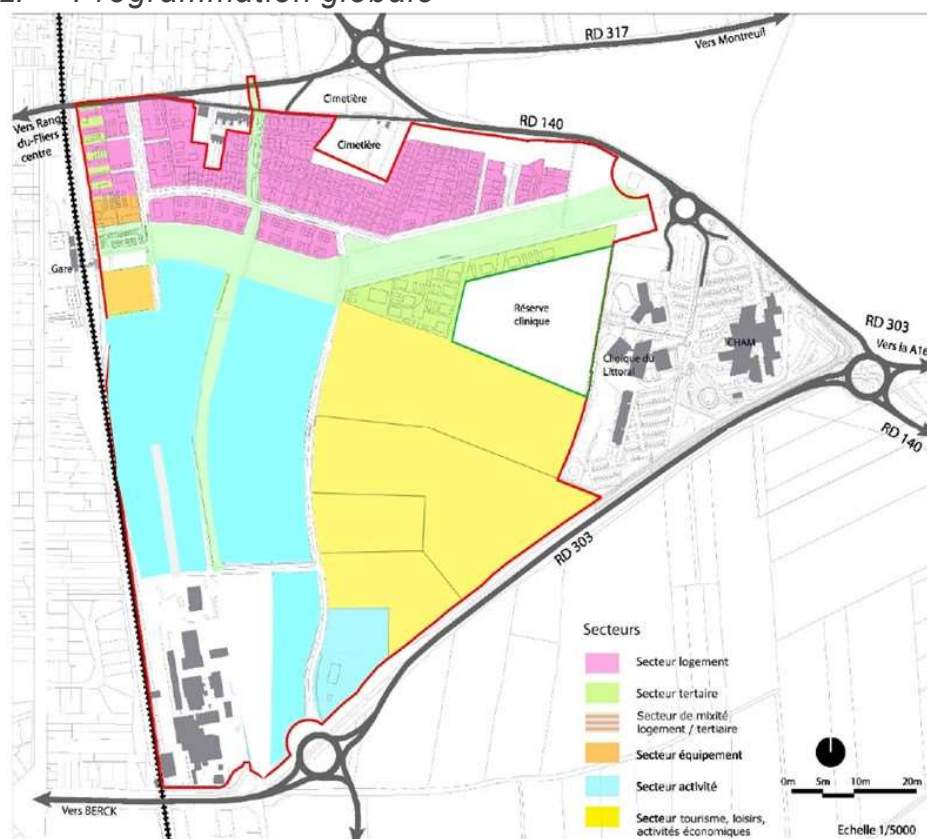 Programmation globale
RD 317
Vers Montreuil
Cimetière
RD 140
Vers Rang
du-Fliers
centre
Cimetière
Gare
Réserve
clinique
RD 303
Vers la A16
CHAM
Choique du
Littoral
RD 140
RD 303
Secteurs
Secteur logement
Secteur tertaire
Secteur de mixité
logement / tertiaire
Secteur équipement
Secteur activité
Secteur tourisme, loisirs,
activités économiques
0m 5m 10m 20m
Echelle 1/5000
Vers BERCK